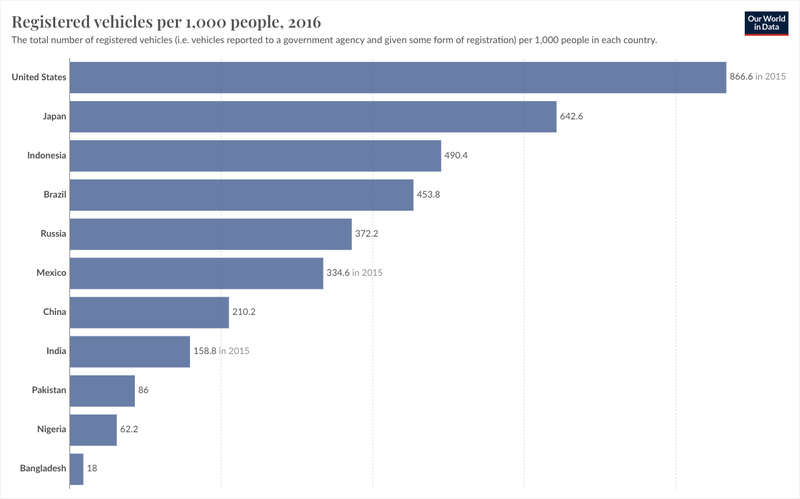 Registered vehicles per 1,000 people, 2016
Our World
in Data
The total number of registered vehicles (i.e. vehicles reported to a government agency and given some form of registration) per 1,000 people in each country.
United States 866.6 in 2015
Japan 642.6
Indonesia 490.4
Brazil 453.8
Russia 372.2
Mexico 334.6 in 2015
China 210.2
India 158.8 in 2015
Pakistan 86
Nigeria 62.2
Bangladesh 18